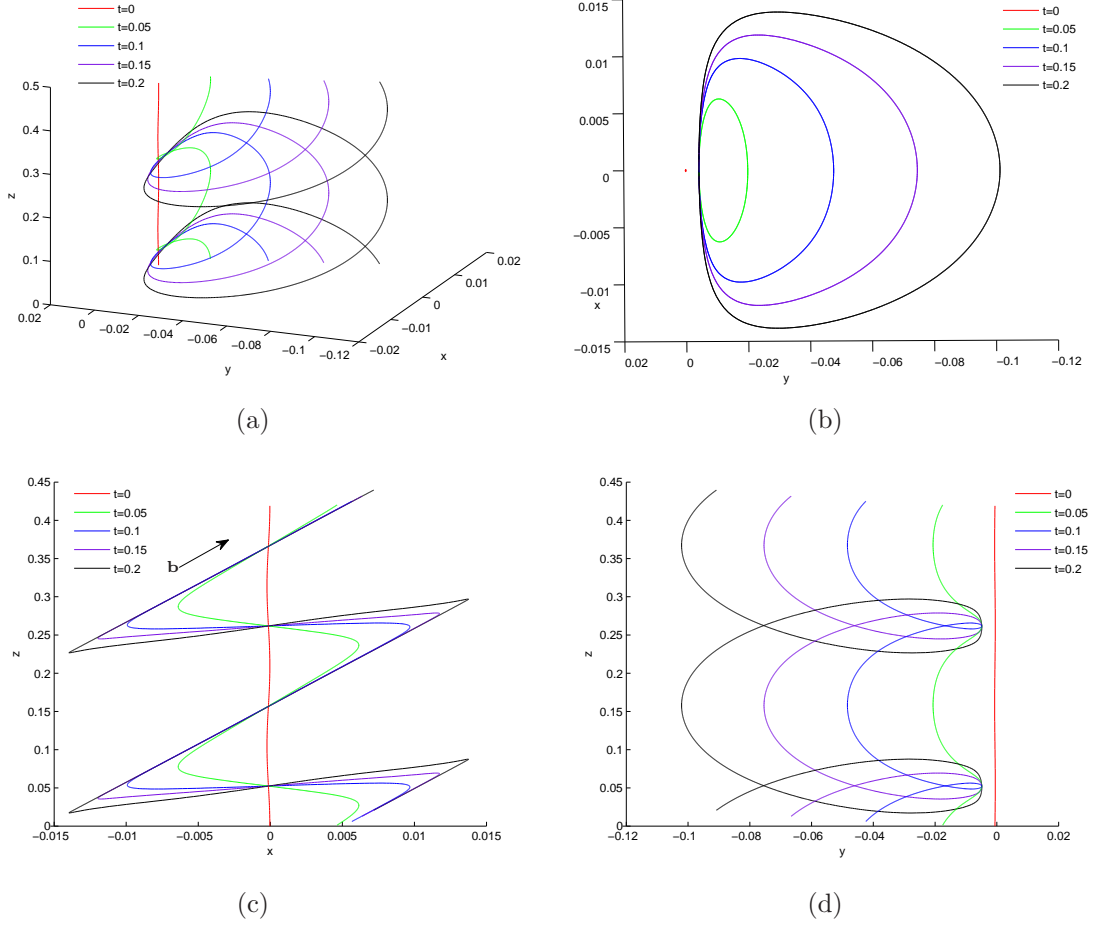 t=0
t=0.05
t=0.1
t=0.15
t=0.2
0.5
0.4
0.3
0.2
0.1
0
z
0.02
0
−0.02
−0.04
−0.06
−0.08
−0.1
−0.12
y
−0.02
−0.01
0
0.01
0.02
x
(a)
0.015
0.01
0.005
0
−0.005
−0.01
x
−0.015
0.02
0
−0.02
−0.04
−0.06
−0.08
−0.1
−0.12
y
t=0
t=0.05
t=0.1
t=0.15
t=0.2
(b)
0.45
0.4
0.35
0.3
0.25
0.2
0.15
0.1
0.05
0
z
t=0
t=0.05
t=0.1
t=0.15
t=0.2
b
−0.015
−0.01
−0.005
0
0.005
0.01
0.015
x
(c)
0.45
0.4
0.35
0.3
0.25
0.2
0.15
0.1
0.05
0
z
t=0
t=0.05
t=0.1
t=0.15
t=0.2
−0.12
−0.1
−0.08
−0.06
−0.04
−0.02
0
0.02
y
(d)